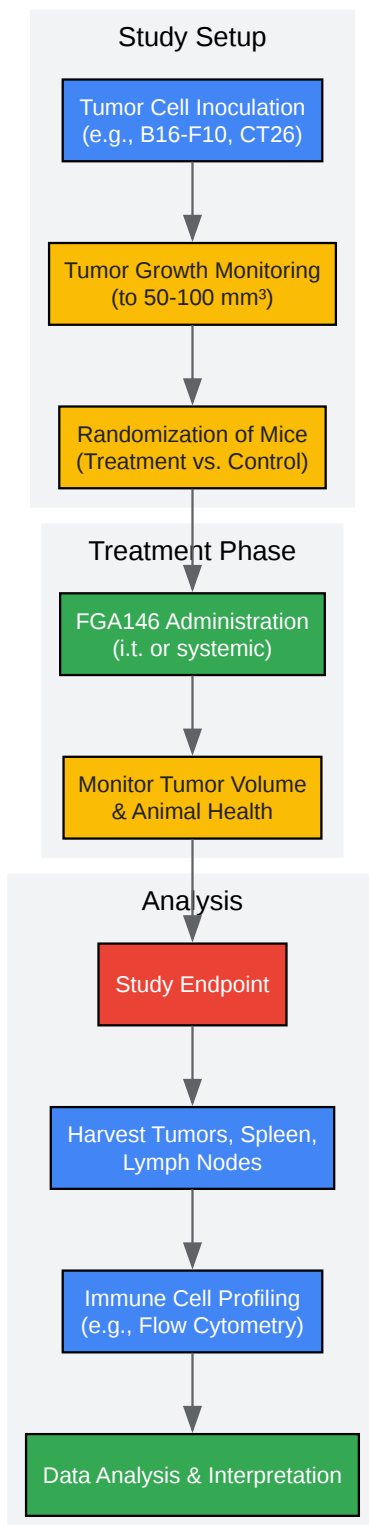 Study Setup
Tumor Cell Inoculation
(e.g., B16-F10, CT26)
Tumor Growth Monitoring
(to 50-100 mm³)
Randomization of Mice
(Treatment vs. Control)
Treatment Phase
FGA146 Administration
(i.t. or systemic)
Monitor Tumor Volume
& Animal Health
Analysis
Study Endpoint
Harvest Tumors, Spleen,
Lymph Nodes
Immune Cell Profiling
(e.g., Flow Cytometry)
Data Analysis & Interpretation